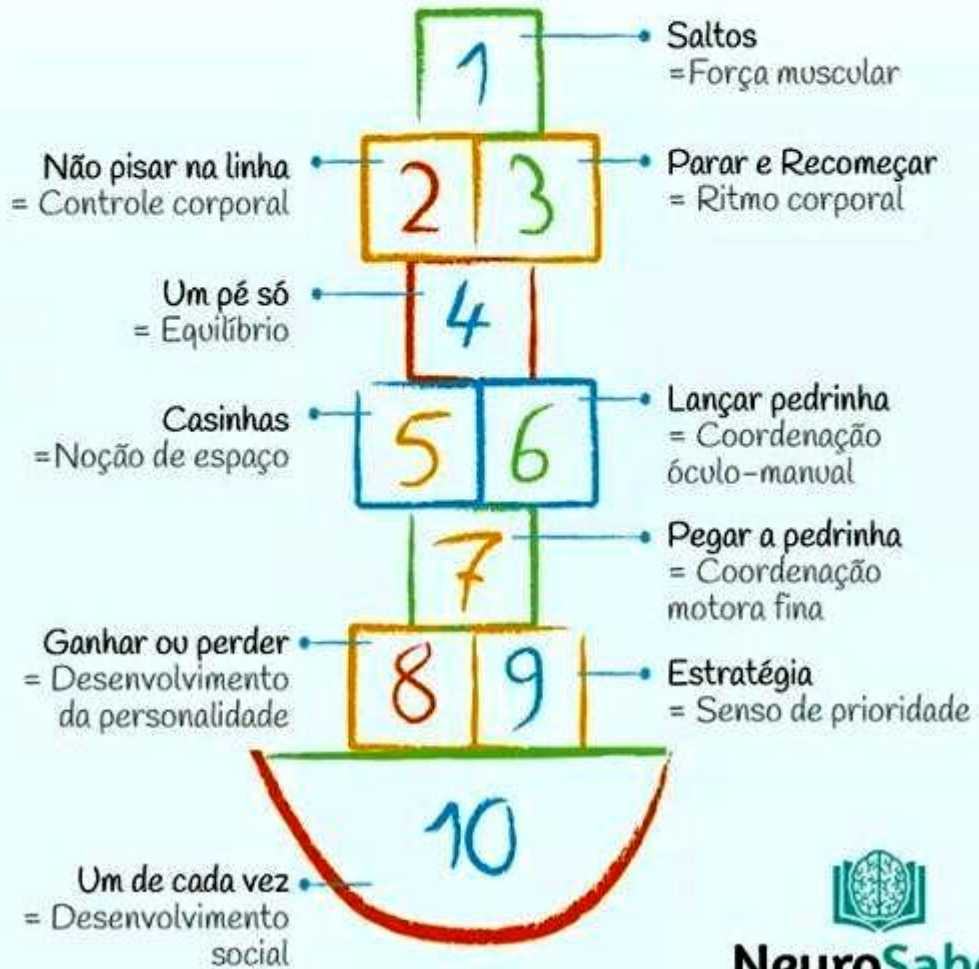 1
Saltos
=Força muscular
Não pisar na linha
= Controle corporal
2
3
Parar e Recomeçar
= Ritmo corporal
Um pé só
= Equilíbrio
4
Casinhas
=Noção de espaço
5
6
Lançar pedrinha
= Coordenação
óculo-manual
7
Pegar a pedrinha
= Coordenação
motora fina
Ganhar ou perder
= Desenvolvimento
da personalidade
8
9
Estratégia
= Senso de prioridade
10
Um de cada vez
= Desenvolvimento
social